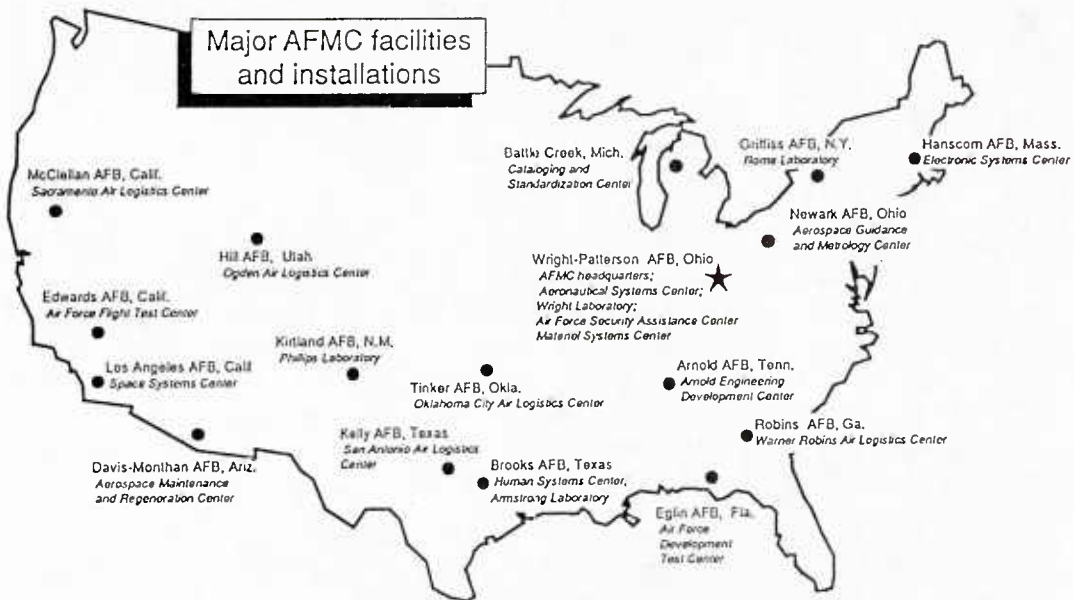 Major AFMC facilities
and installations
McClellan AFB, Calif.
Sacramento Air Logistics Center
Hill AFB, Utah
Ogden Air Logistics Center
Edwards AFB, Calif.
Air Force Flight Test Center
Los Angeles AFB, Calif
Space Systems Center
Davis-Monthan AFB, Ariz.
Aerospace Maintenance
and Regeneration Center
Kirtland AFB, N.M.
Phillips Laboratory
Tinker AFB, Okla.
Oklahoma City Air Logistics Center
Kelly AFB, Texas
San Antonio Air Logistics
Center
Brooks AFB, Texas
Human Systems Center,
Armstrong Laboratory
Battle Creek, Mich.
Cataloging and
Standardization Center
Griffiss AFB, N.Y.
Rome Laboratory
Hanscom AFB, Mass.
Electronic Systems Center
Newark AFB, Ohio
Aerospace Guidance
and Metrology Center
Wright-Patterson AFB, Ohio
AFMC headquarters;
Aeronautical Systems Center;
Wright Laboratory;
Air Force Security Assistance Center
Materiel Systems Center
Arnold AFB, Tenn.
Arnold Engineering
Development Center
Robins AFB, Ga.
Warner Robins Air Logistics Center
Eglin AFB, Fla.
Air Force
Development
Test Center